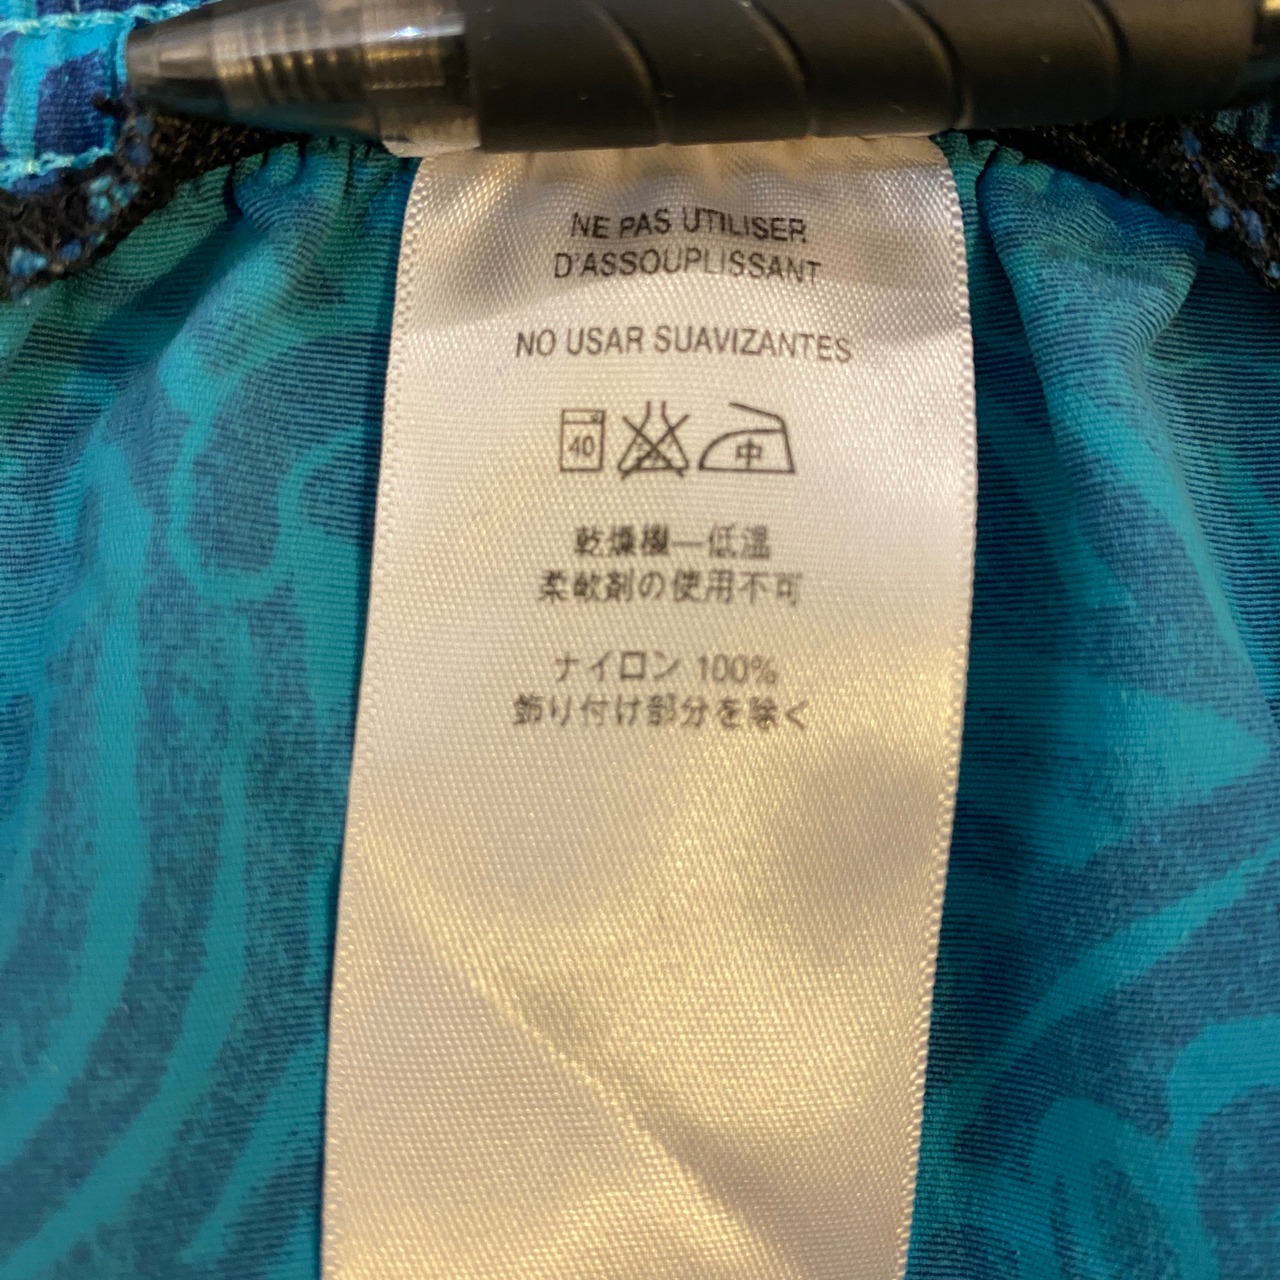 NE PAS UTILISER
D'ASSOUPLISSANT
NO USAR SUAVIZANTES
40 中
乾燥機—低温
柔軟剤の使用不可
ナイロン 100%
飾り付け部分を除く